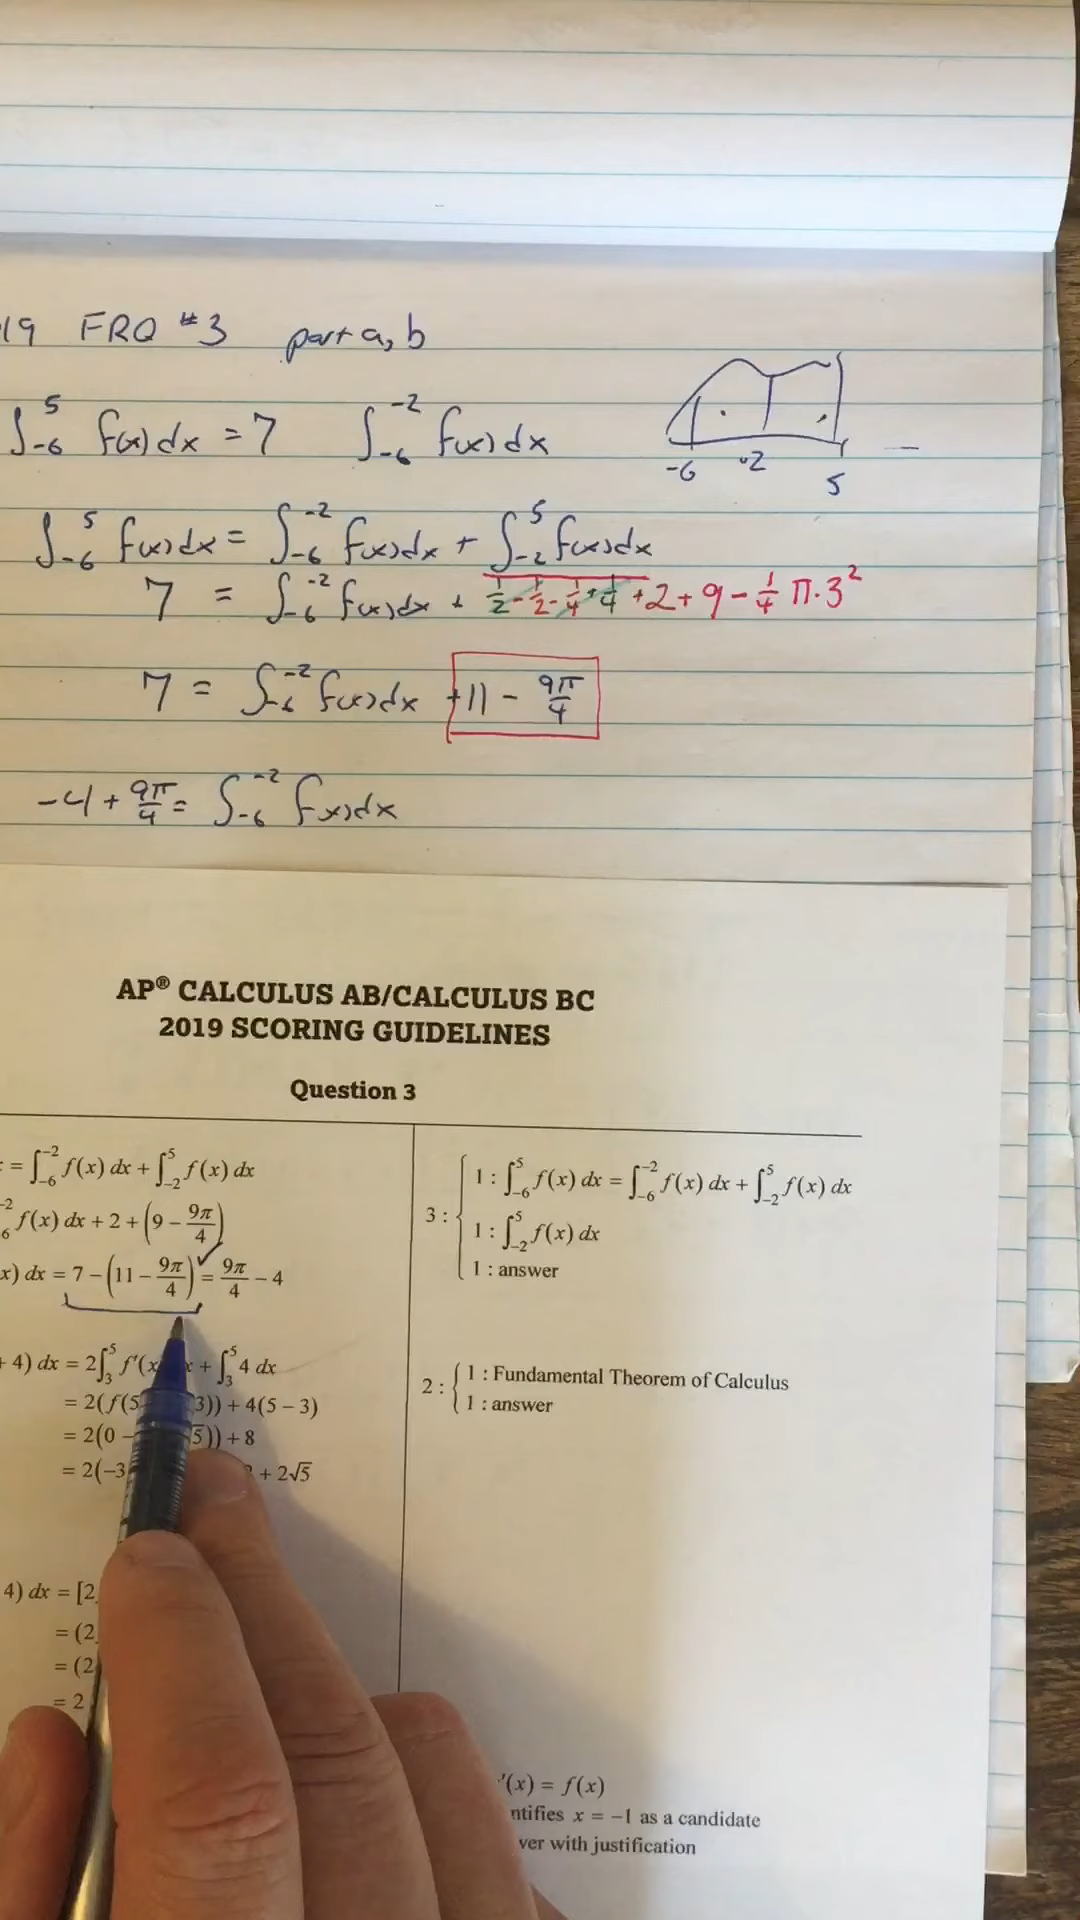 19 FRQ #3 part a, b
∫₋₆⁵ f(x)dx = 7 ∫₋₆⁻² f(x)dx
-6 -2 5
∫₋₆⁵ f(x)dx = ∫₋₆⁻² f(x)dx + ∫₋₂⁵ f(x)dx
7 = ∫₋₆⁻² f(x)dx + 1/2 - 1/2 - 1/4 + 1/4 + 2 + 9 - 1/4 π·3²
7 = ∫₋₆⁻² f(x)dx +11 - 9π/4
-4 + 9π/4 = ∫₋₆⁻² f(x)dx
AP® CALCULUS AB/CALCULUS BC
2019 SCORING GUIDELINES
Question 3
= ∫₋₆⁻² f(x) dx + ∫₋₂⁵ f(x) dx
f(x) dx + 2 + (9 - 9π/4)
x) dx = 7 - (11 - 9π/4) = 9π/4 - 4
+ 4) dx = 2∫₃⁵ f'(x + ∫₃⁵ 4 dx
= 2(f(5 3)) + 4(5 - 3)
= 2(0 - 5)) + 8
= 2(-3 + 2√5
4) dx = [2
= (2
= (2
= 2
3 : { 1 : ∫₋₆⁵ f(x) dx = ∫₋₆⁻² f(x) dx + ∫₋₂⁵ f(x) dx
1 : ∫₋₂⁵ f(x) dx
1 : answer
2 : { 1 : Fundamental Theorem of Calculus
1 : answer
'(x) = f(x)
ntifies x = -1 as a candidate
ver with justification